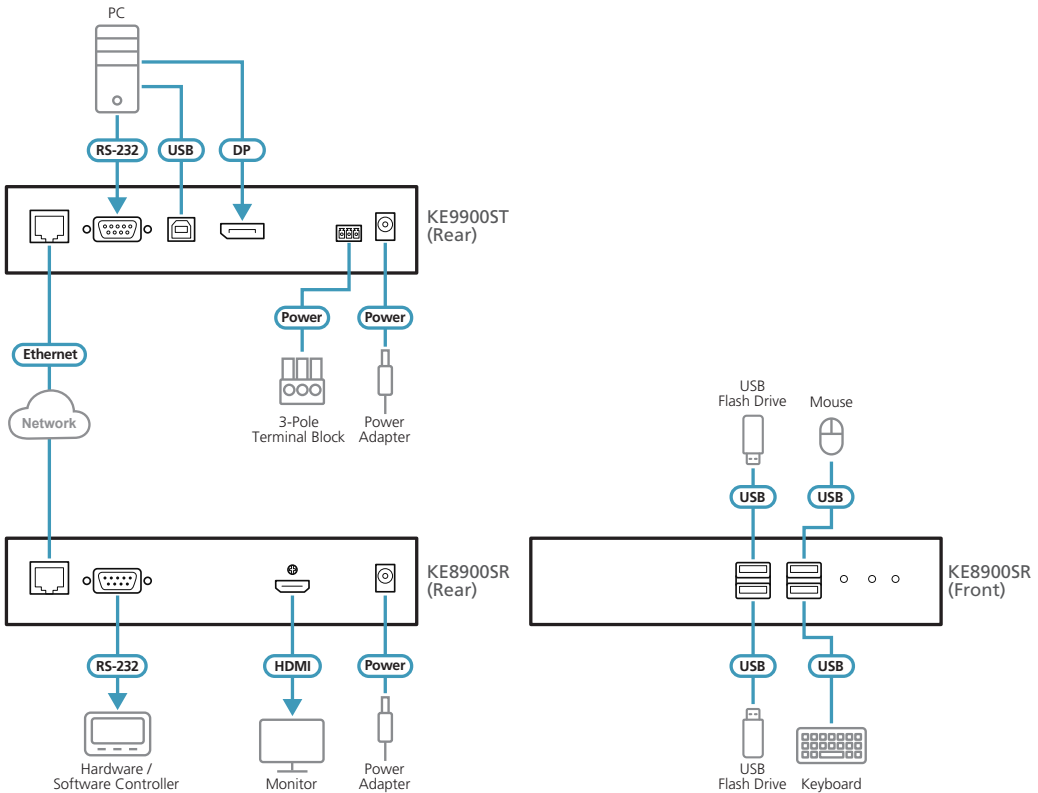 PC
RS-232
USB
DP
KE9900ST
(Rear)
Power
Power
Ethernet
Network
3-Pole
Terminal Block
Power
Adapter
USB
Flash Drive
Mouse
USB
USB
KE8900SR
(Rear)
KE8900SR
(Front)
RS-232
HDMI
Power
USB
USB
Hardware /
Software Controller
Monitor
Power
Adapter
USB
Flash Drive
Keyboard